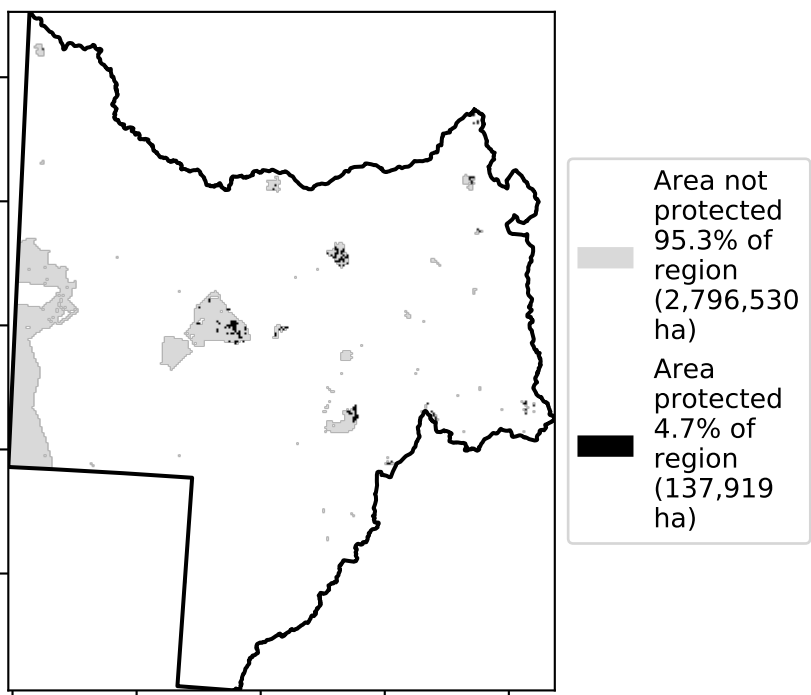 Area not
protected
95.3% of
region
(2,796,530
ha)
Area
protected
4.7% of
region
(137,919
ha)